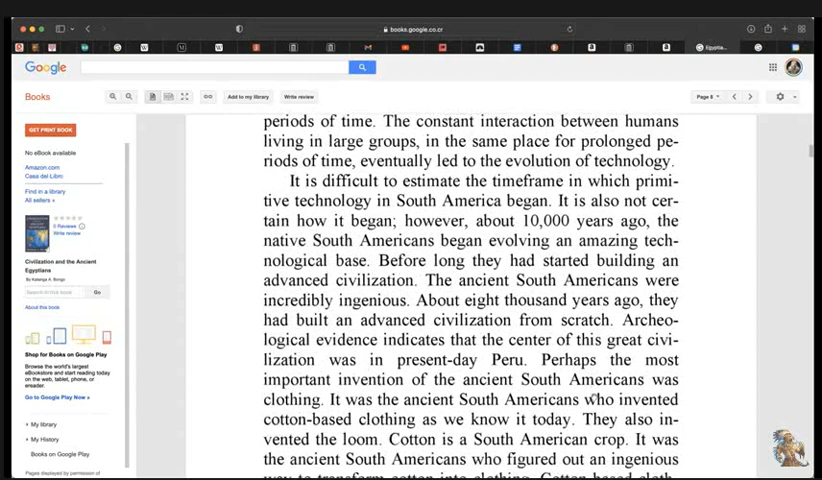 books.google.co.cr
Egyptia...
Google
Books
Add to my library
Write review
Page 8
GET PRINT BOOK
No eBook available
Amazon.com
Casa del Libro
Find in a library
All sellers »
0 Reviews
Write review
Civilization and the Ancient
Egyptians
By Katanga A. Bongo
Go
About this book
Shop for Books on Google Play
Browse the world's largest
eBookstore and start reading today
on the web, tablet, phone, or
ereader.
Go to Google Play Now »
My library
My History
Books on Google Play
Pages displayed by permission of
periods of time. The constant interaction between humans
living in large groups, in the same place for prolonged pe-
riods of time, eventually led to the evolution of technology.
It is difficult to estimate the timeframe in which primi-
tive technology in South America began. It is also not cer-
tain how it began; however, about 10,000 years ago, the
native South Americans began evolving an amazing tech-
nological base. Before long they had started building an
advanced civilization. The ancient South Americans were
incredibly ingenious. About eight thousand years ago, they
had built an advanced civilization from scratch. Archeo-
logical evidence indicates that the center of this great civi-
lization was in present-day Peru. Perhaps the most
important invention of the ancient South Americans was
clothing. It was the ancient South Americans who invented
cotton-based clothing as we know it today. They also in-
vented the loom. Cotton is a South American crop. It was
the ancient South Americans who figured out an ingenious
way to transform cotton into clothing. Cotton based cloth-